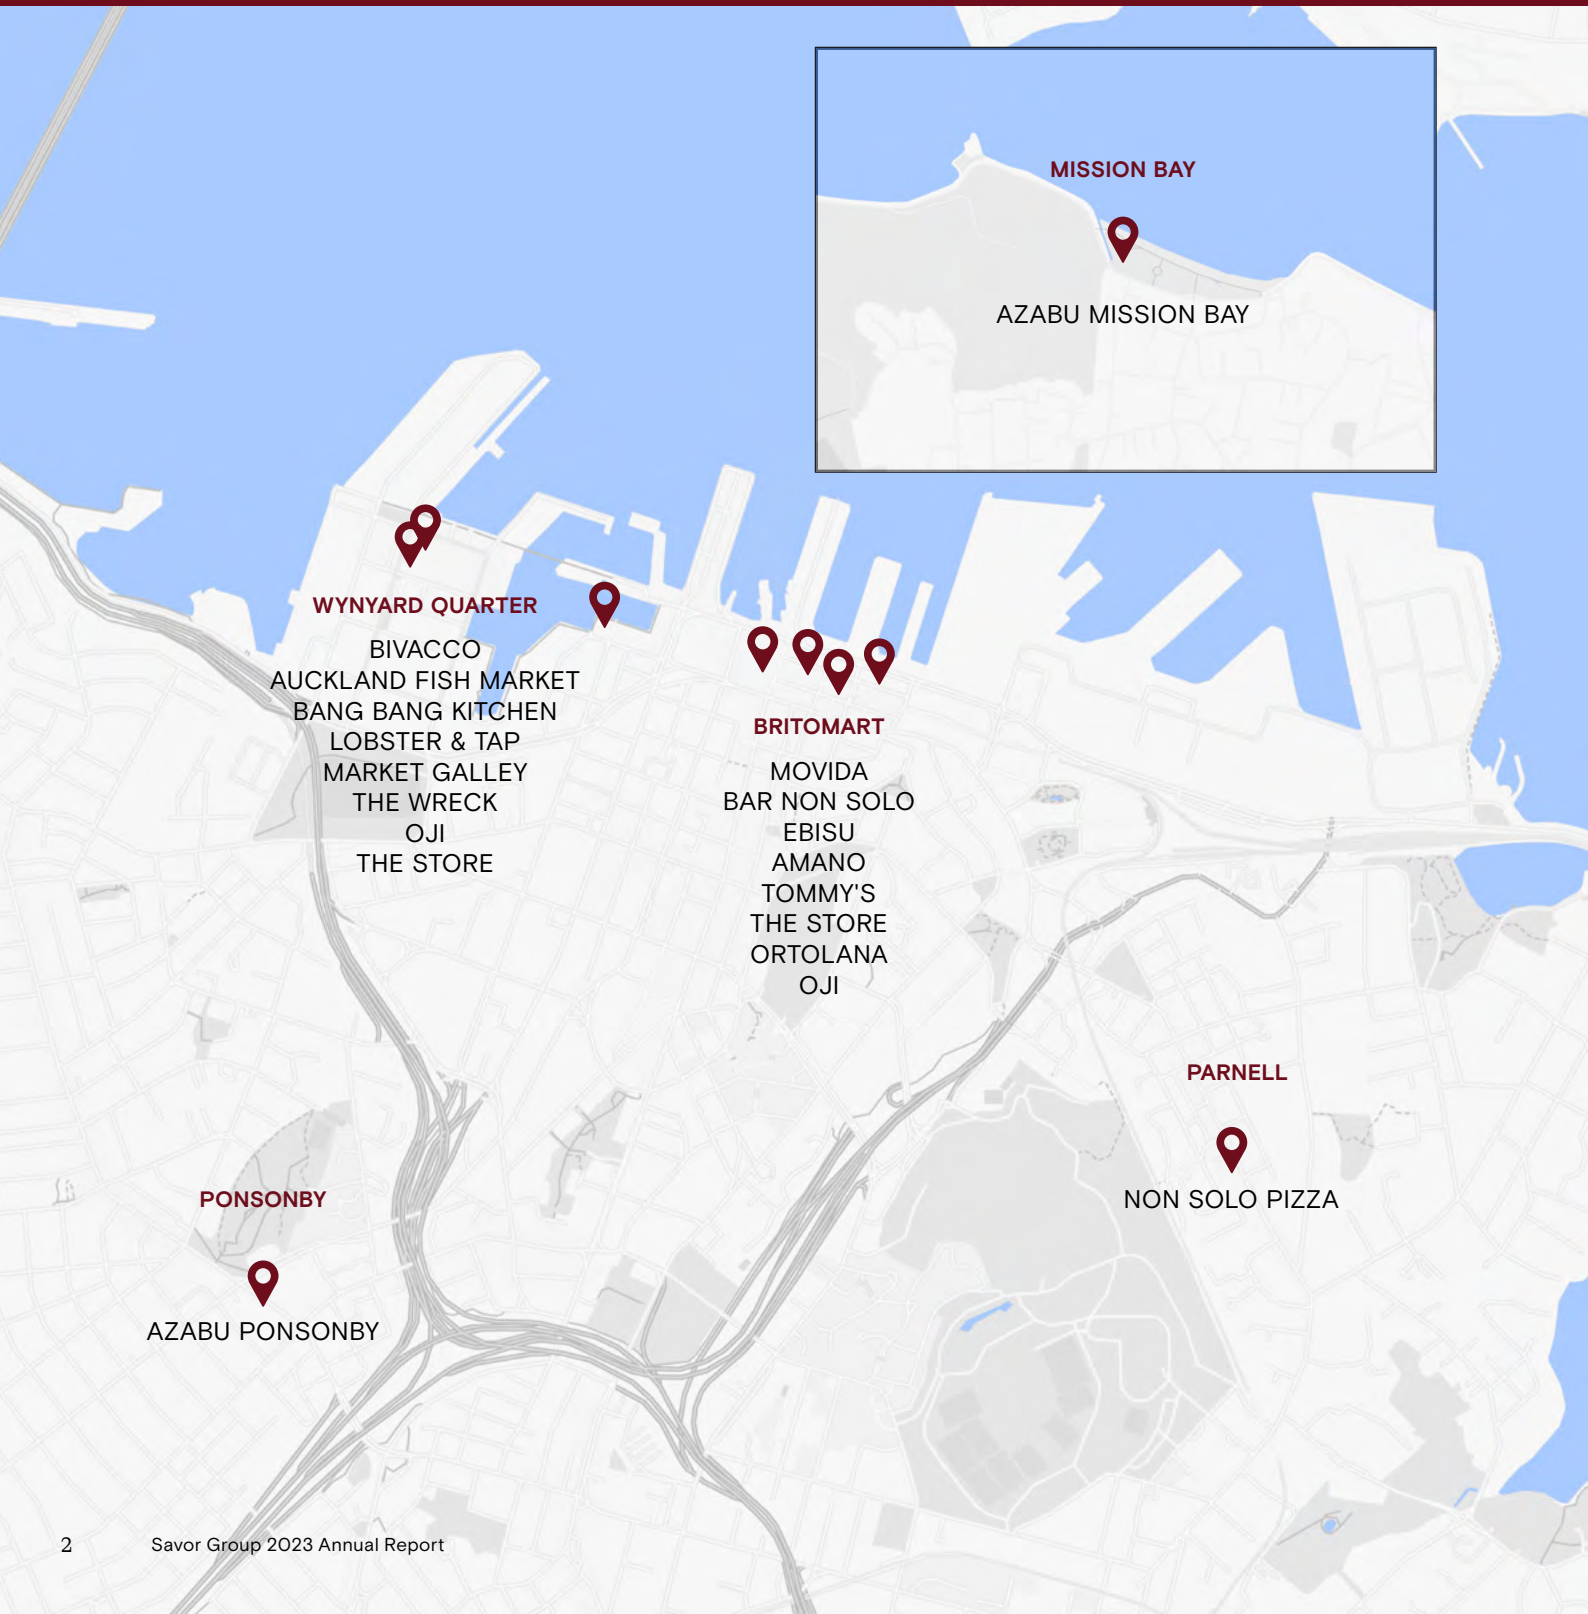 MISSION BAY
AZABU MISSION BAY
WYNYARD QUARTER
BIVACCO
AUCKLAND FISH MARKET
BANG BANG KITCHEN
LOBSTER & TAP
MARKET GALLEY
THE WRECK
OJI
THE STORE
BRITOMART
MOVIDA
BAR NON SOLO
EBISU
AMANO
TOMMY'S
THE STORE
ORTOLANA
OJI
PARNELL
NON SOLO PIZZA
PONSONBY
AZABU PONSONBY
2 Savor Group 2023 Annual Report